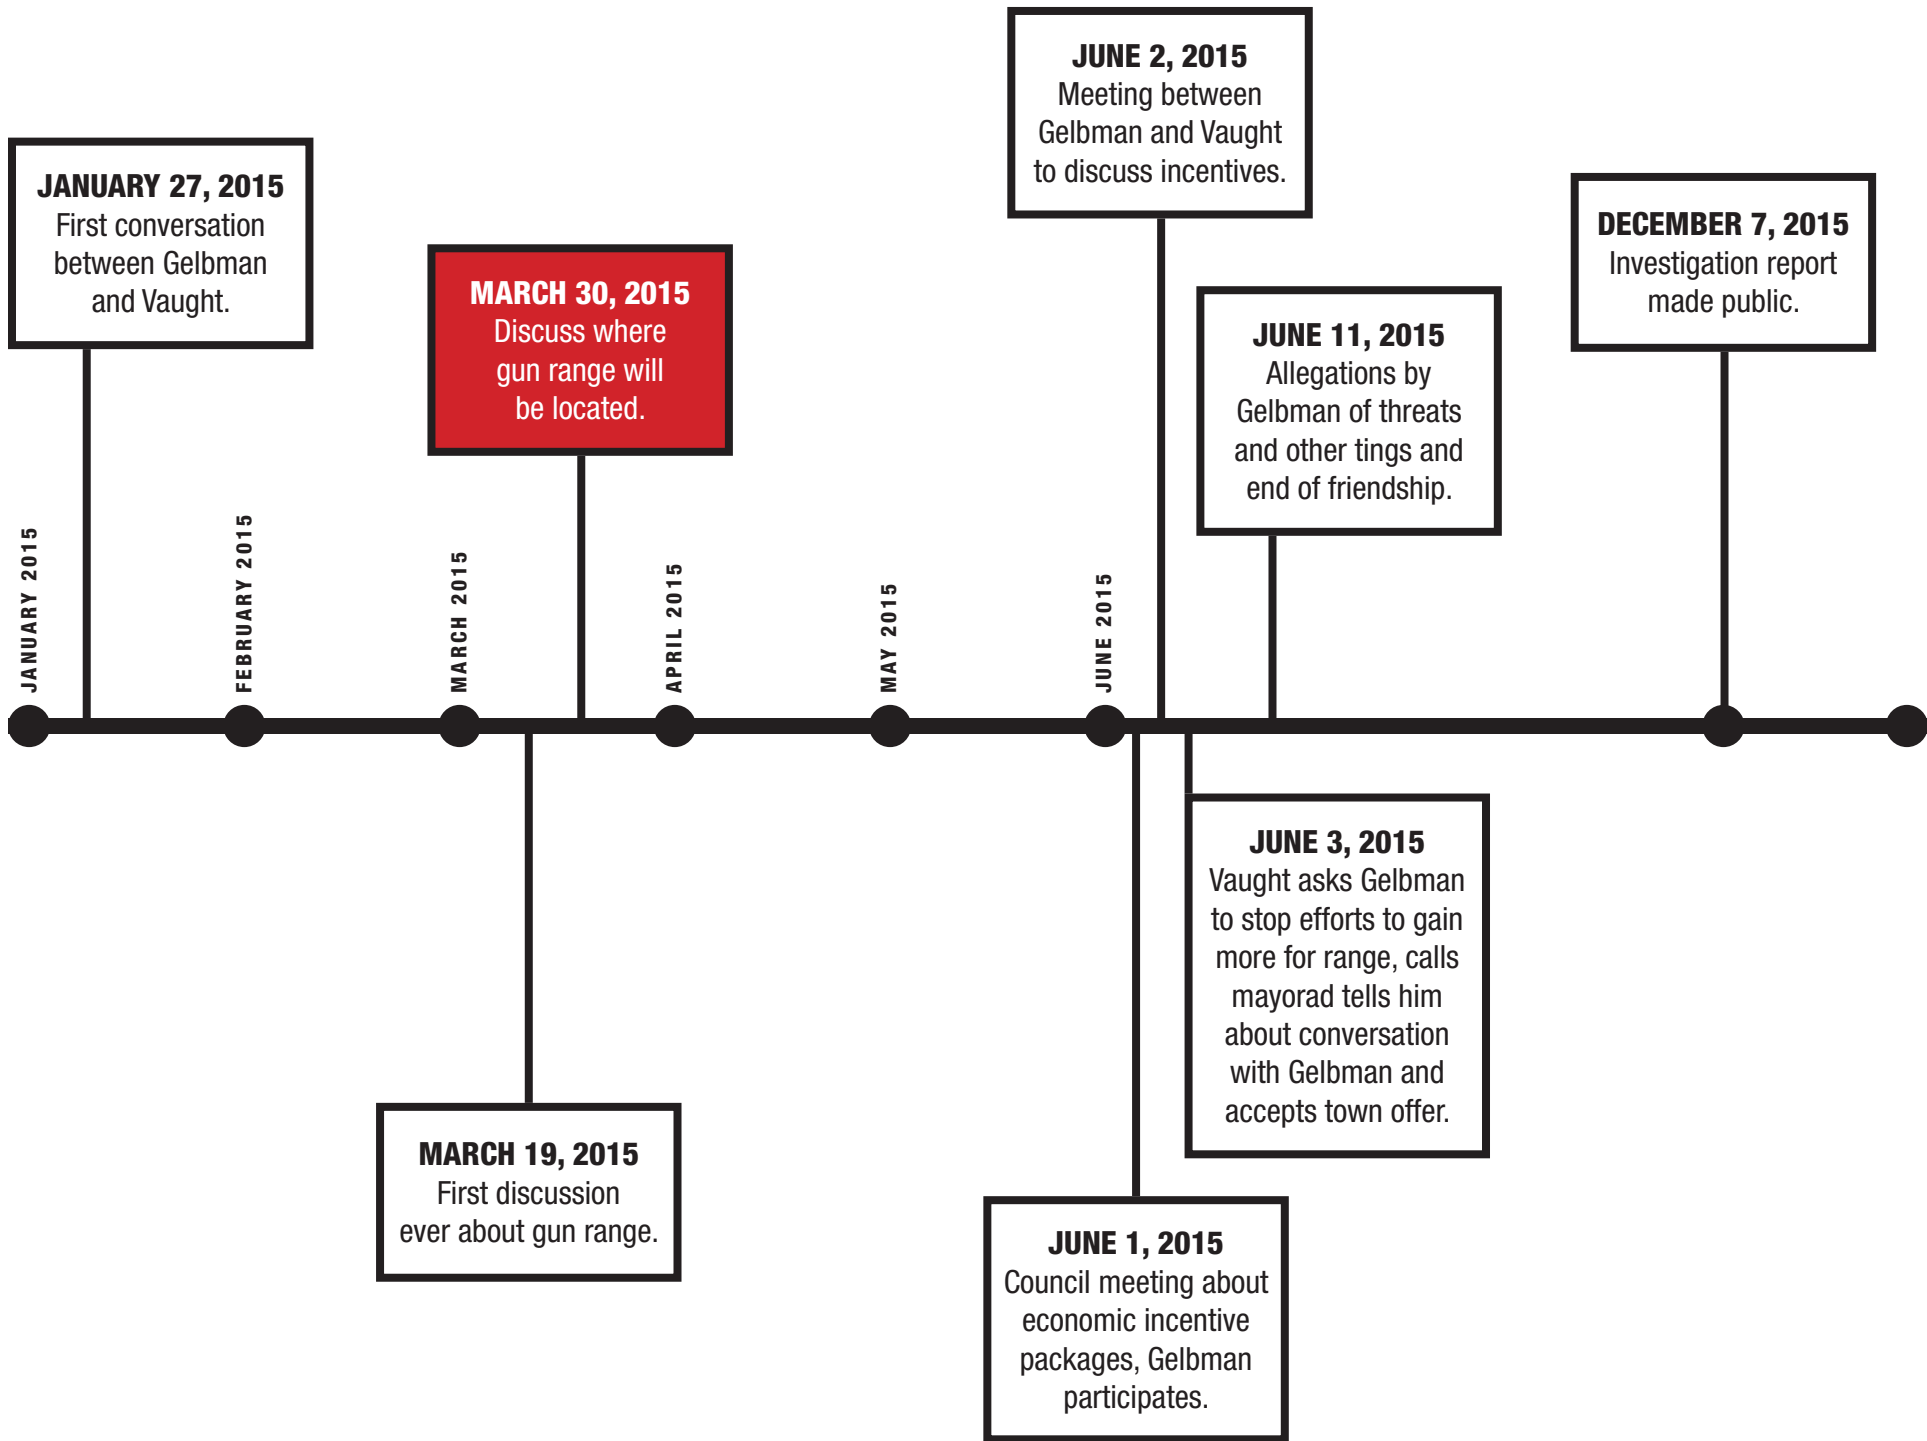 JANUARY 27, 2015
First conversation
between Gelbman
and Vaught.
MARCH 30, 2015
Discuss where
gun range will
be located.
JUNE 2, 2015
Meeting between
Gelbman and Vaught
to discuss incentives.
JUNE 11, 2015
Allegations by
Gelbman of threats
and other tings and
end of friendship.
DECEMBER 7, 2015
Investigation report
made public.
JANUARY 2015
FEBRUARY 2015
MARCH 2015
APRIL 2015
MAY 2015
JUNE 2015
MARCH 19, 2015
First discussion
ever about gun range.
JUNE 1, 2015
Council meeting about
economic incentive
packages, Gelbman
participates.
JUNE 3, 2015
Vaught asks Gelbman
to stop efforts to gain
more for range, calls
mayorad tells him
about conversation
with Gelbman and
accepts town offer.